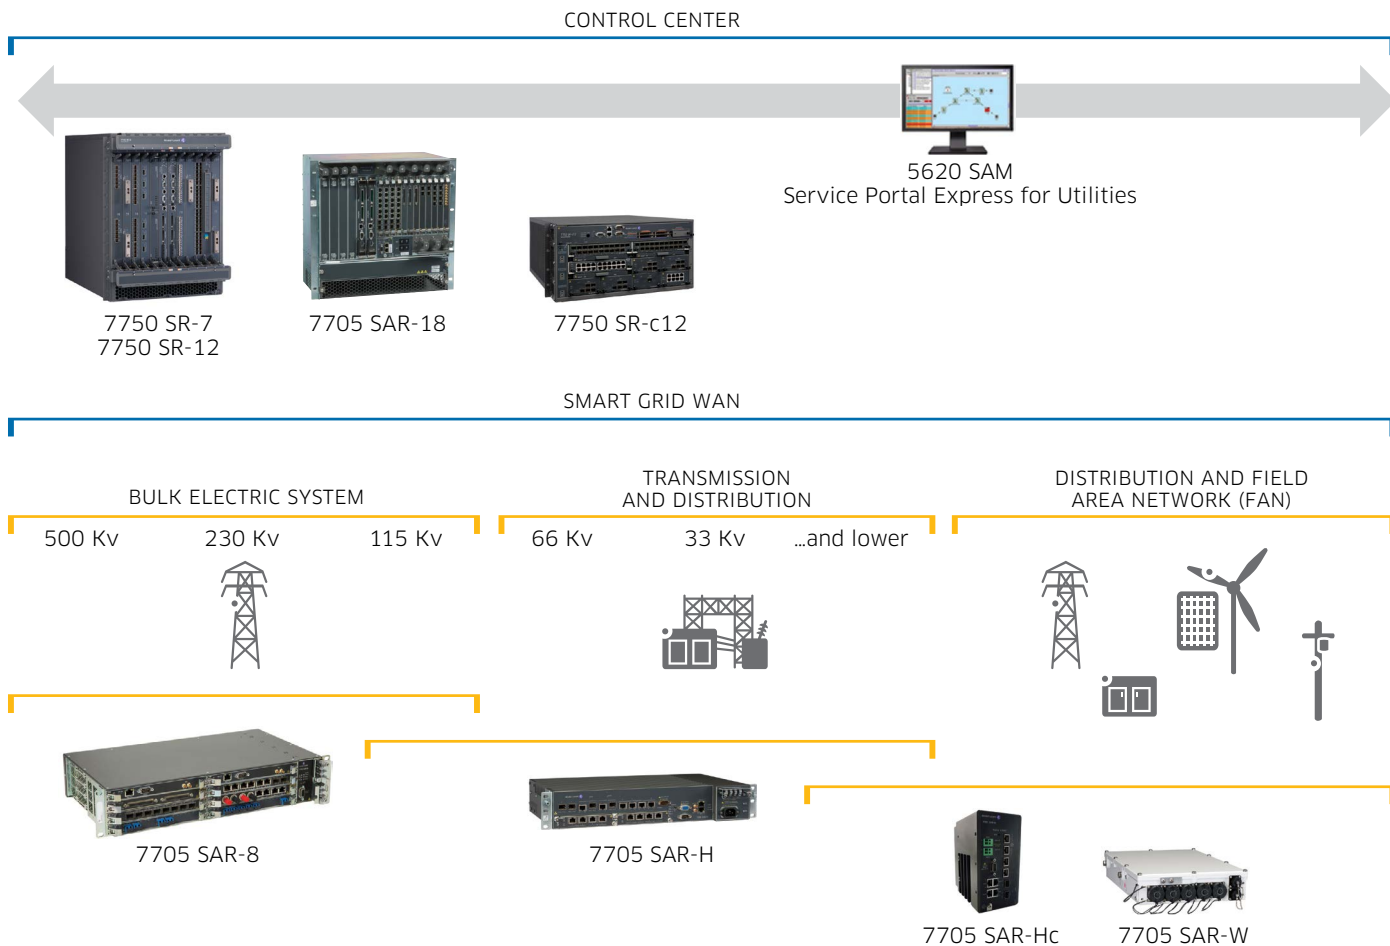 CONTROL CENTER
5620 SAM
Service Portal Express for Utilities
7750 SR-7
7750 SR-12
7705 SAR-18
7750 SR-c12
SMART GRID WAN
BULK ELECTRIC SYSTEM
TRANSMISSION
AND DISTRIBUTION
DISTRIBUTION AND FIELD
AREA NETWORK (FAN)
500 Kv
230 Kv
115 Kv
66 Kv
33 Kv
...and lower
7705 SAR-8
7705 SAR-H
7705 SAR-Hc
7705 SAR-W